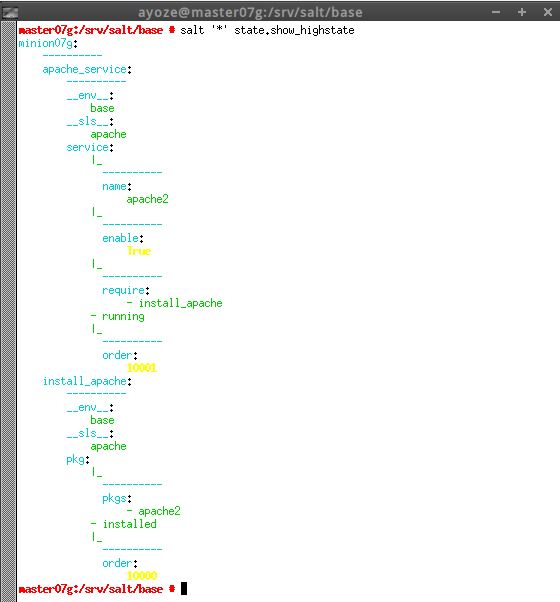 ayoze@master07g:/srv/salt/base
master07g:/srv/salt/base # salt '*' state.show_highstate
minion07g:
----------
apache_service:
----------
__env__:
base
__sls__:
apache
service:
|_
----------
name:
apache2
|_
----------
enable:
True
|_
----------
require:
- install_apache
- running
|_
----------
order:
10001
install_apache:
----------
__env__:
base
__sls__:
apache
pkg:
|_
----------
pkgs:
- apache2
- installed
|_
----------
order:
10000
master07g:/srv/salt/base #